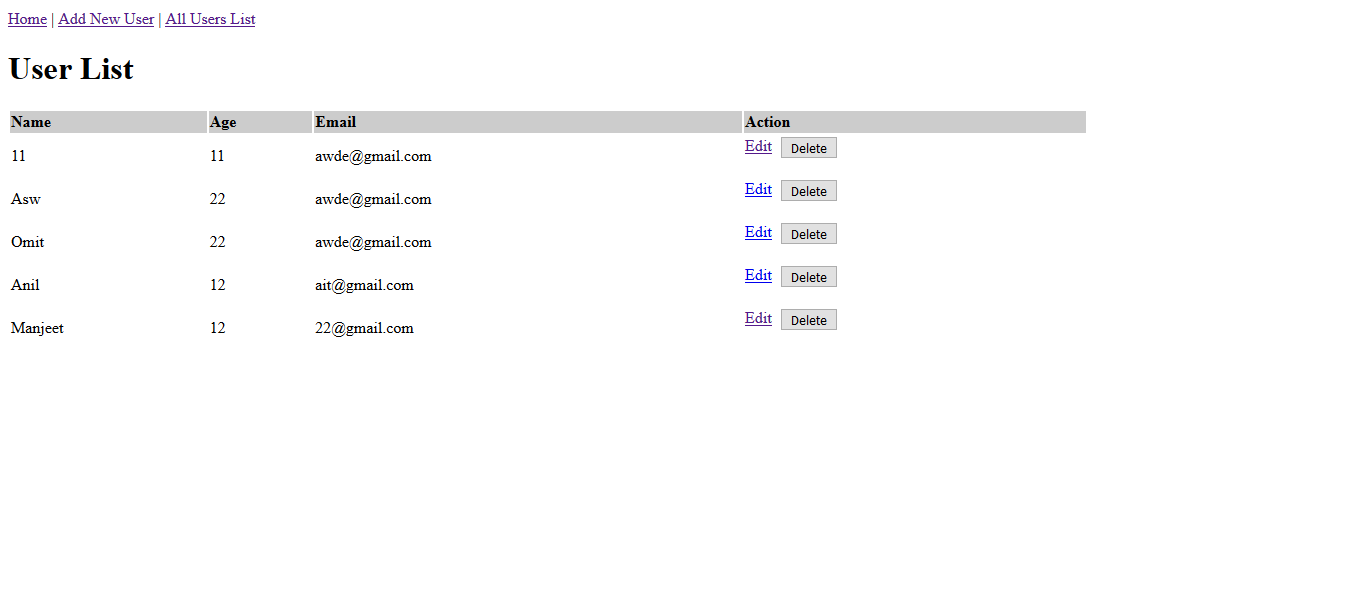 Home | Add New User | All Users List
User List
Name Age Email Action
11 11 awde@gmail.com Edit Delete
Asw 22 awde@gmail.com Edit Delete
Omit 22 awde@gmail.com Edit Delete
Anil 12 ait@gmail.com Edit Delete
Manjeet 12 22@gmail.com Edit Delete